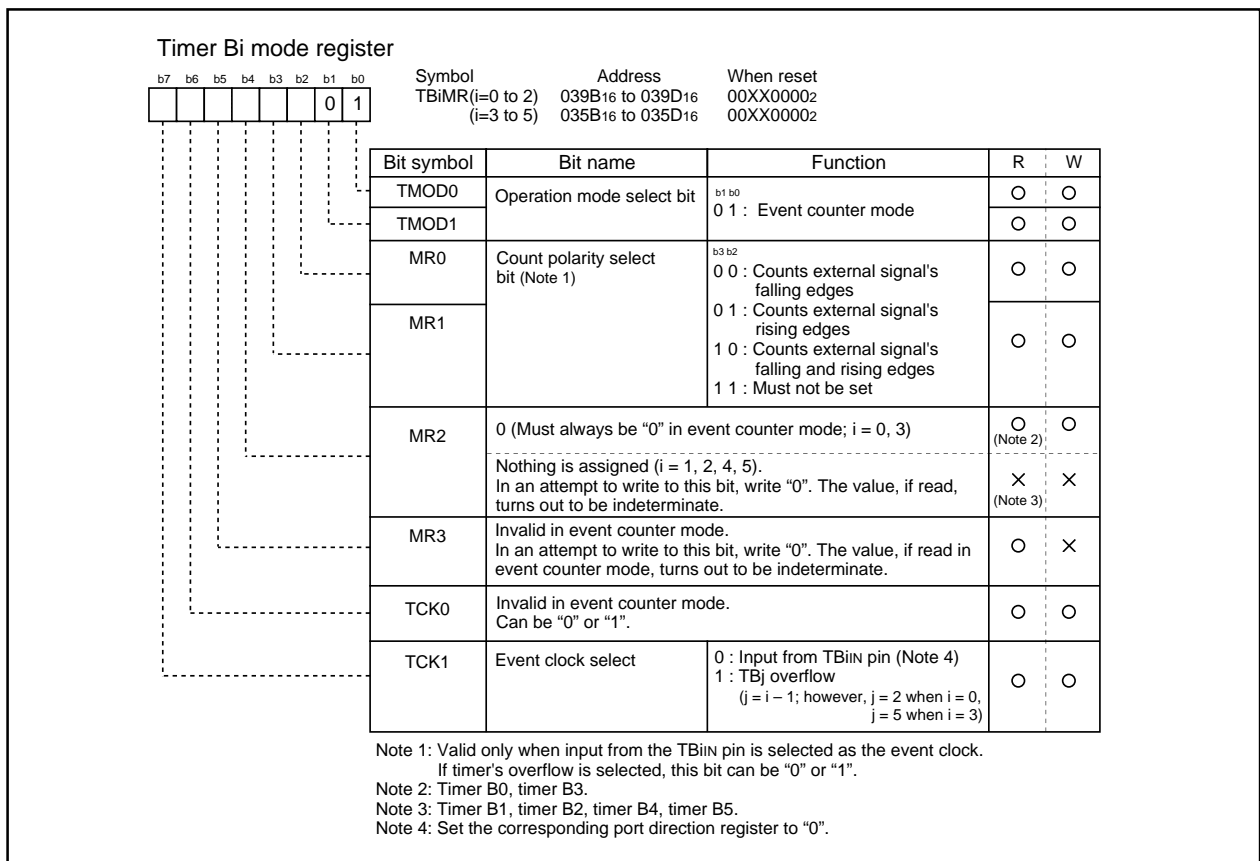 Timer Bi mode register
b7 b6 b5 b4 b3 b2 b1 b0
0 1
Symbol Address When reset
TBiMR(i=0 to 2) 039B16 to 039D16 00XX00002
(i=3 to 5) 035B16 to 035D16 00XX00002
Bit symbol Bit name Function R W
TMOD0 Operation mode select bit b1 b0
0 1 : Event counter mode
TMOD1
MR0 Count polarity select
bit (Note 1)
b3 b2
0 0 : Counts external signal's
falling edges
0 1 : Counts external signal's
rising edges
1 0 : Counts external signal's
falling and rising edges
1 1 : Must not be set
MR1
MR2 0 (Must always be “0” in event counter mode; i = 0, 3)
(Note 2)
Nothing is assigned (i = 1, 2, 4, 5).
In an attempt to write to this bit, write “0”. The value, if read,
turns out to be indeterminate.
(Note 3)
MR3 Invalid in event counter mode.
In an attempt to write to this bit, write “0”. The value, if read in
event counter mode, turns out to be indeterminate.
TCK0 Invalid in event counter mode.
Can be “0” or “1”.
TCK1 Event clock select 0 : Input from TBiIN pin (Note 4)
1 : TBj overflow
(j = i – 1; however, j = 2 when i = 0,
j = 5 when i = 3)
Note 1: Valid only when input from the TBiIN pin is selected as the event clock.
If timer's overflow is selected, this bit can be “0” or “1”.
Note 2: Timer B0, timer B3.
Note 3: Timer B1, timer B2, timer B4, timer B5.
Note 4: Set the corresponding port direction register to “0”.